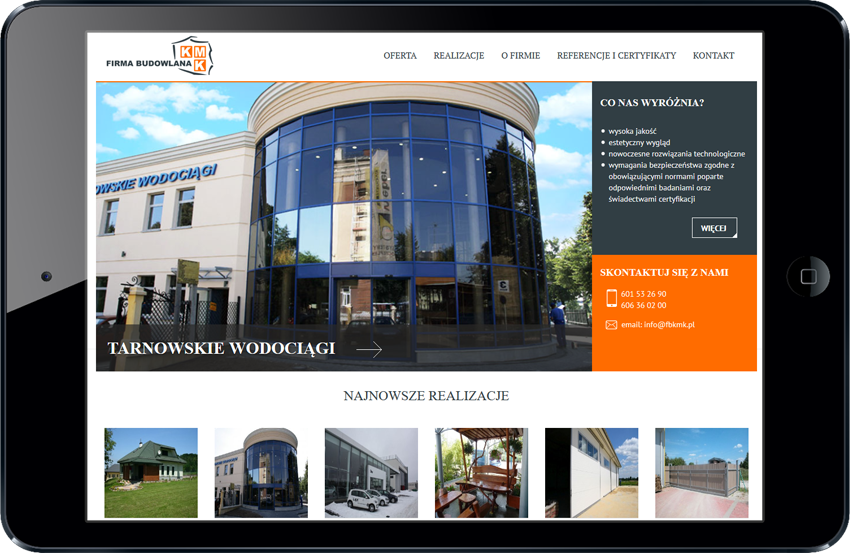 FIRMA BUDOWLANA
KM
K
OFERTA REALIZACJE O FIRMIE REFERENCJE I CERTYFIKATY KONTAKT
WSKIE WODOCIĄGI
TARNOWSKIE WODOCIĄGI
CO NAS WYRÓŻNIA?
wysoka jakość
estetyczny wygląd
nowoczesne rozwiązania technologiczne
wymagania bezpieczeństwa zgodne z
obowiązującymi normami poparte
odpowiednimi badaniami oraz
świadectwami certyfikacji
WIĘCEJ
SKONTAKTUJ SIĘ Z NAMI
601 53 26 90
606 36 02 00
email: info@fbkmk.pl
NAJNOWSZE REALIZACJE